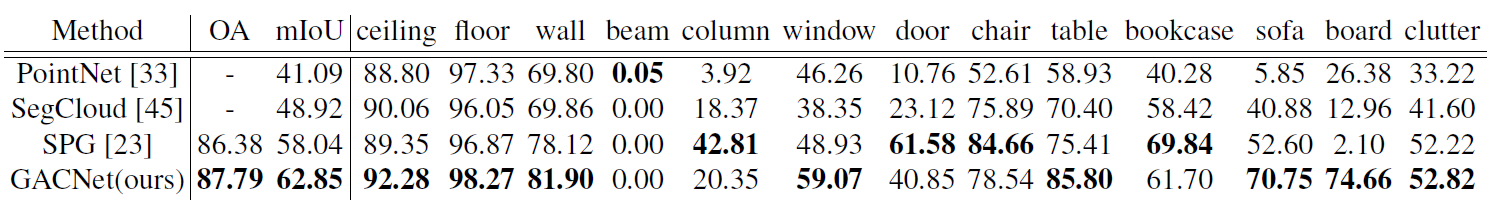 Method OA mIoU ceiling floor wall beam column window door chair table bookcase sofa board clutter
PointNet [33] - 41.09 88.80 97.33 69.80 0.05 3.92 46.26 10.76 52.61 58.93 40.28 5.85 26.38 33.22
SegCloud [45] - 48.92 90.06 96.05 69.86 0.00 18.37 38.35 23.12 75.89 70.40 58.42 40.88 12.96 41.60
SPG [23] 86.38 58.04 89.35 96.87 78.12 0.00 42.81 48.93 61.58 84.66 75.41 69.84 52.60 2.10 52.22
GACNet(ours) 87.79 62.85 92.28 98.27 81.90 0.00 20.35 59.07 40.85 78.54 85.80 61.70 70.75 74.66 52.82